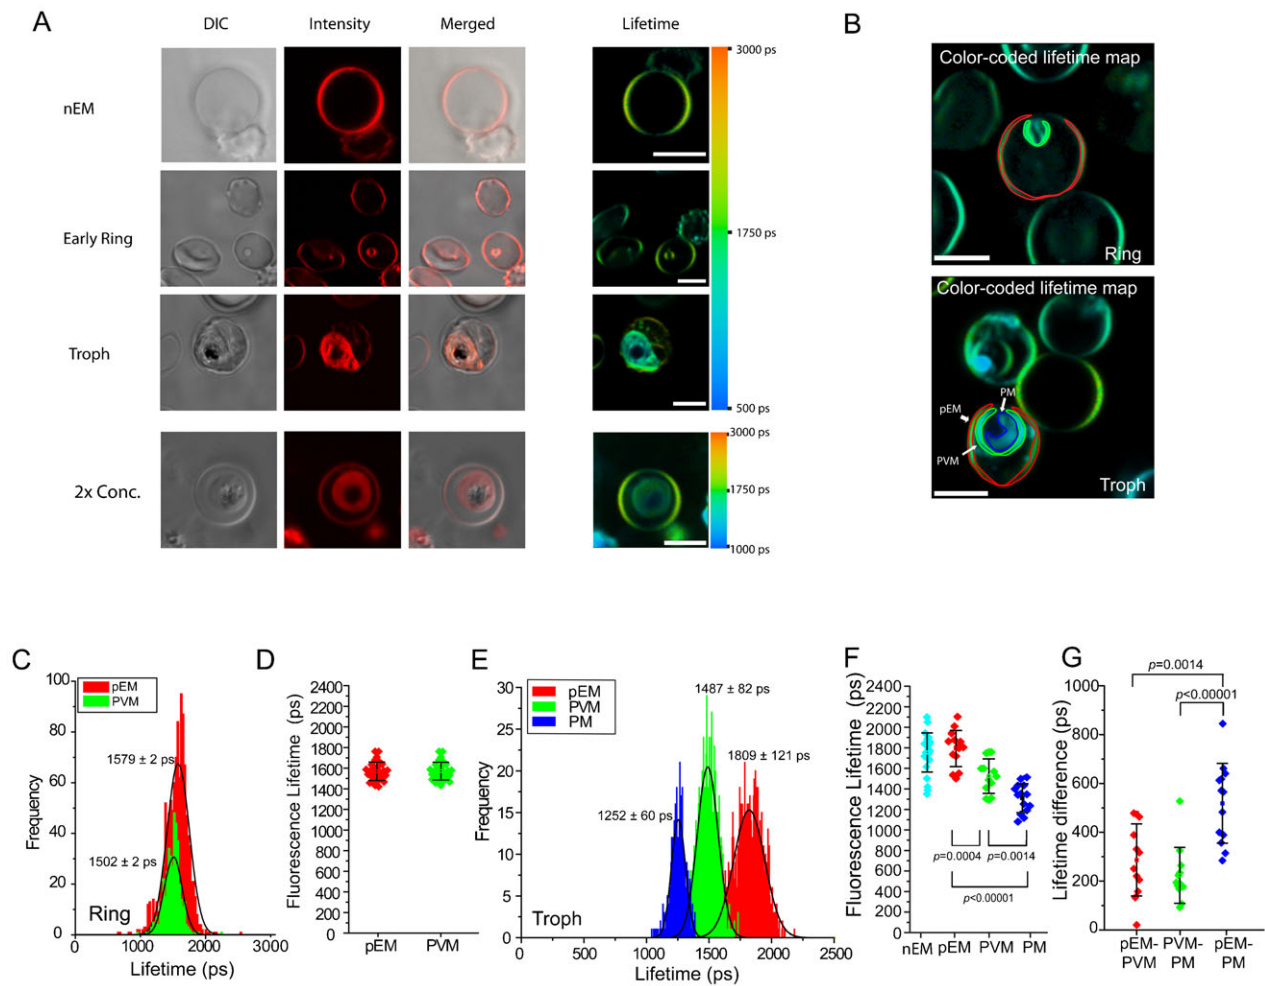 A
DIC
Intensity
Merged
Lifetime
nEM
3000 ps
Early Ring
1750 ps
Troph
500 ps
2x Conc.
3000 ps
1750 ps
1000 ps
B
Color-coded lifetime map
Ring
Color-coded lifetime map
PM
pEM
PVM
Troph
C
pEM
PVM
100
80
60
40
20
0
Frequency
1579 ± 2 ps
1502 ± 2 ps
Ring
0 1000 2000 3000
Lifetime (ps)
D
Fluorescence Lifetime (ps)
2400
2200
2000
1800
1600
1400
1200
1000
800
600
400
200
0
pEM PVM
E
pEM
PVM
PM
30
25
20
15
10
5
0
Frequency
1487 ± 82 ps
1809 ± 121 ps
1252 ± 60 ps
Troph
0 500 1000 1500 2000 2500
Lifetime (ps)
F
Fluorescence Lifetime (ps)
2400
2200
2000
1800
1600
1400
1200
1000
800
600
400
200
0
p=0.0004 p=0.0014
p<0.00001
nEM pEM PVM PM
G
p=0.0014
p<0.00001
Lifetime difference (ps)
1000
800
600
400
200
0
pEM- PVM- pEM-
PVM PM PM